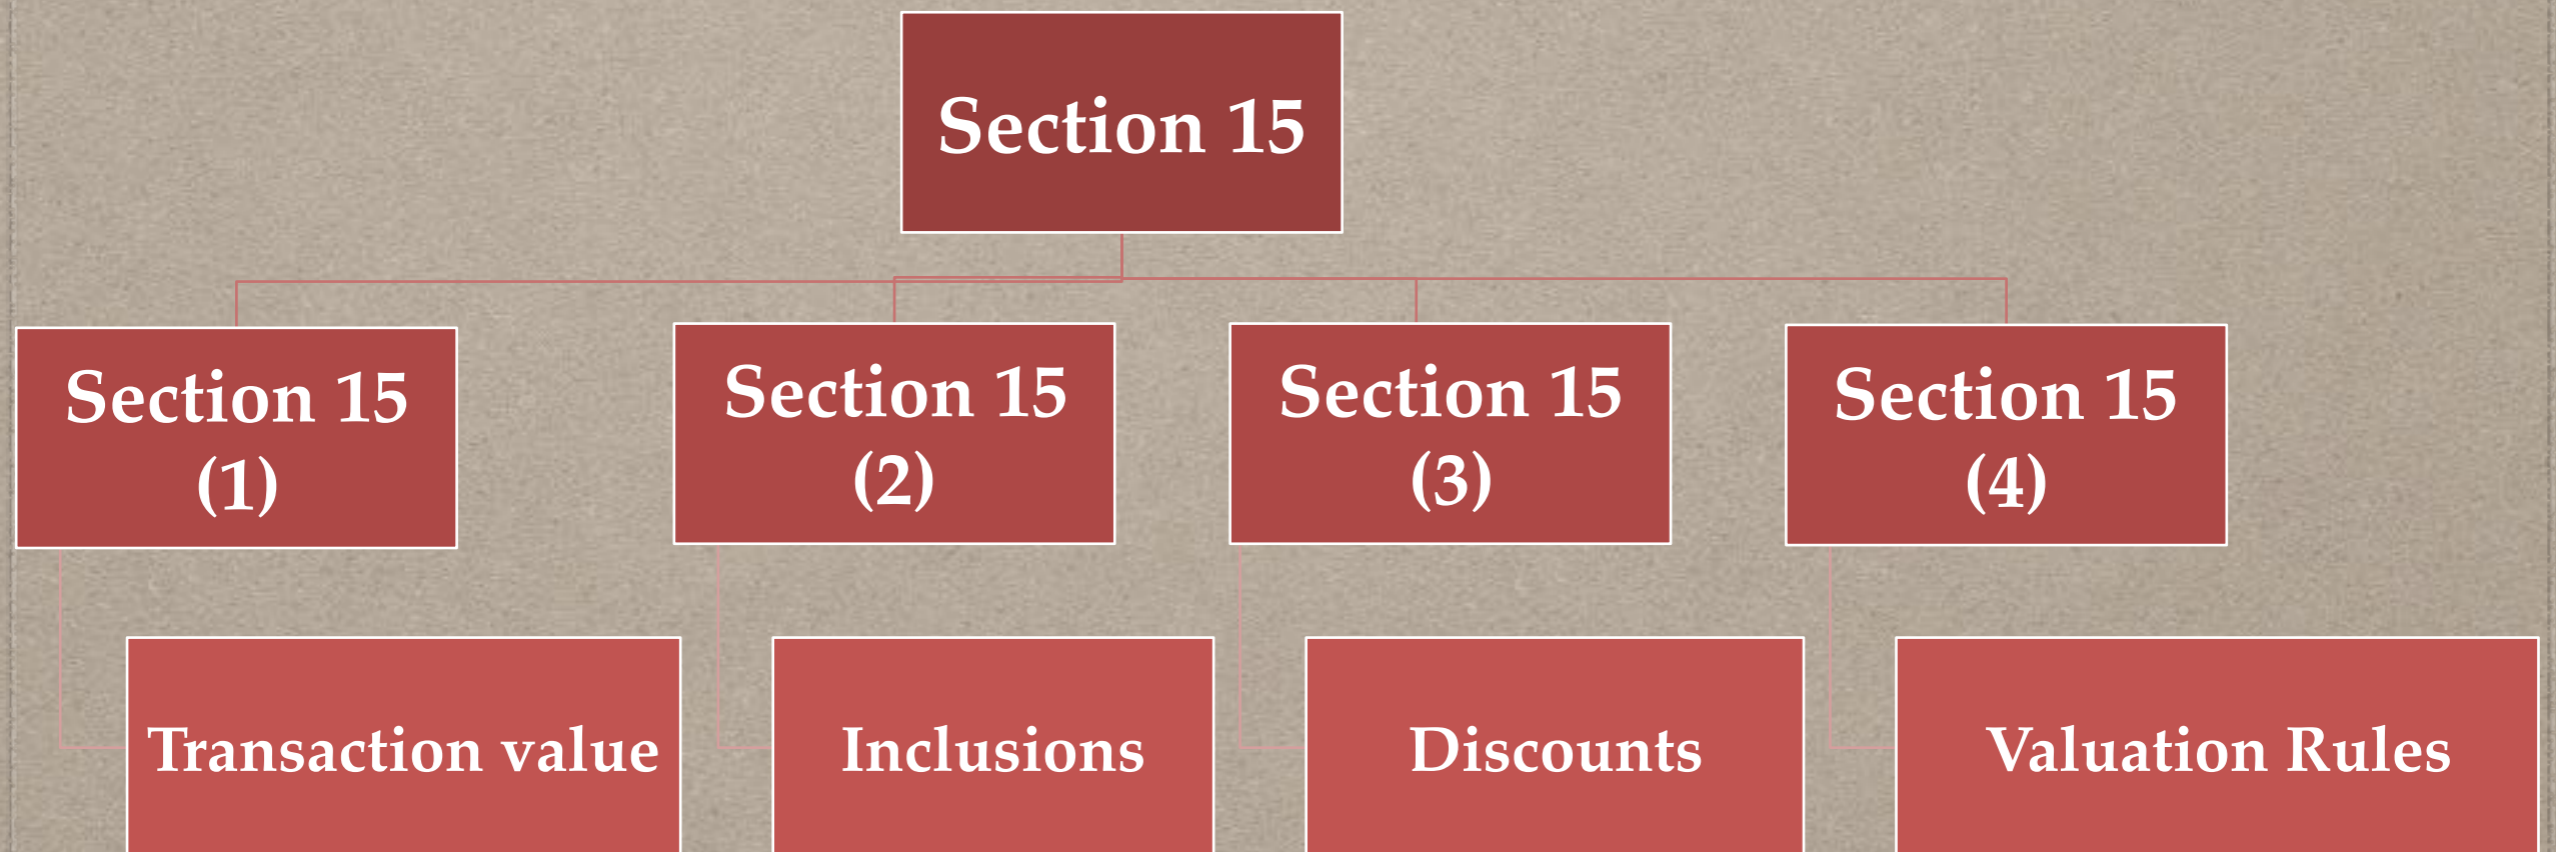 Section 15
Section 15
(1)
Section 15
(2)
Section 15
(3)
Section 15
(4)
Transaction value
Inclusions
Discounts
Valuation Rules